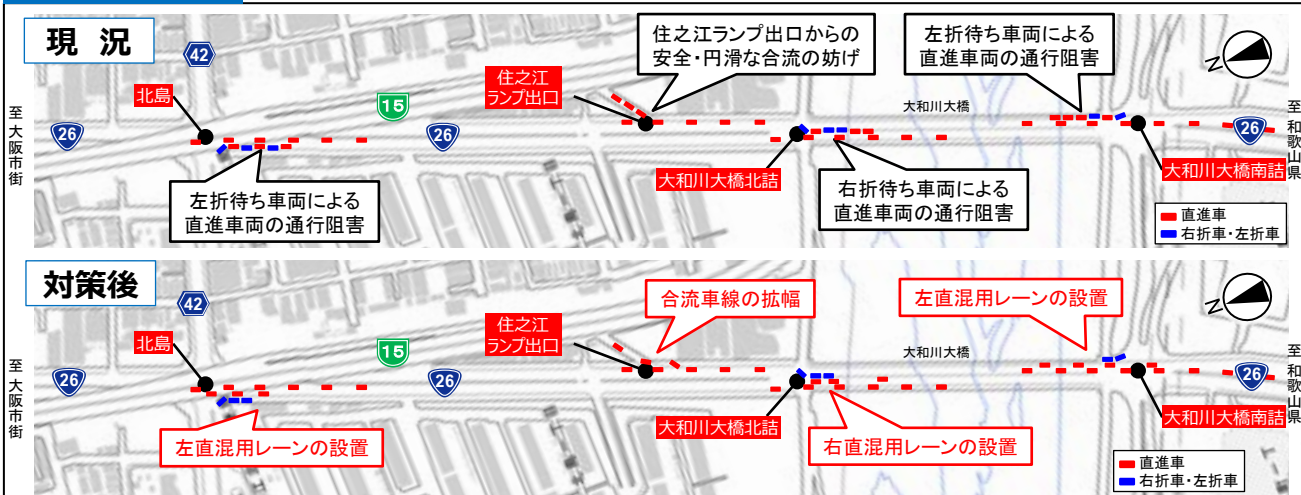 現 況
42
住之江ランプ出口からの
安全・円滑な合流の妨げ
左折待ち車両による
直進車両の通行阻害
N
北島
15
住之江
ランプ出口
大和川大橋
至 大阪市街
26
26
26
至 和歌山県
大和川大橋北詰
大和川大橋南詰
左折待ち車両による
直進車両の通行阻害
右折待ち車両による
直進車両の通行阻害
直進車
右折車・左折車
対策後
42
合流車線の拡幅
左直混用レーンの設置
N
北島
15
住之江
ランプ出口
大和川大橋
至 大阪市街
26
26
26
至 和歌山県
大和川大橋北詰
大和川大橋南詰
左直混用レーンの設置
右直混用レーンの設置
直進車
右折車・左折車